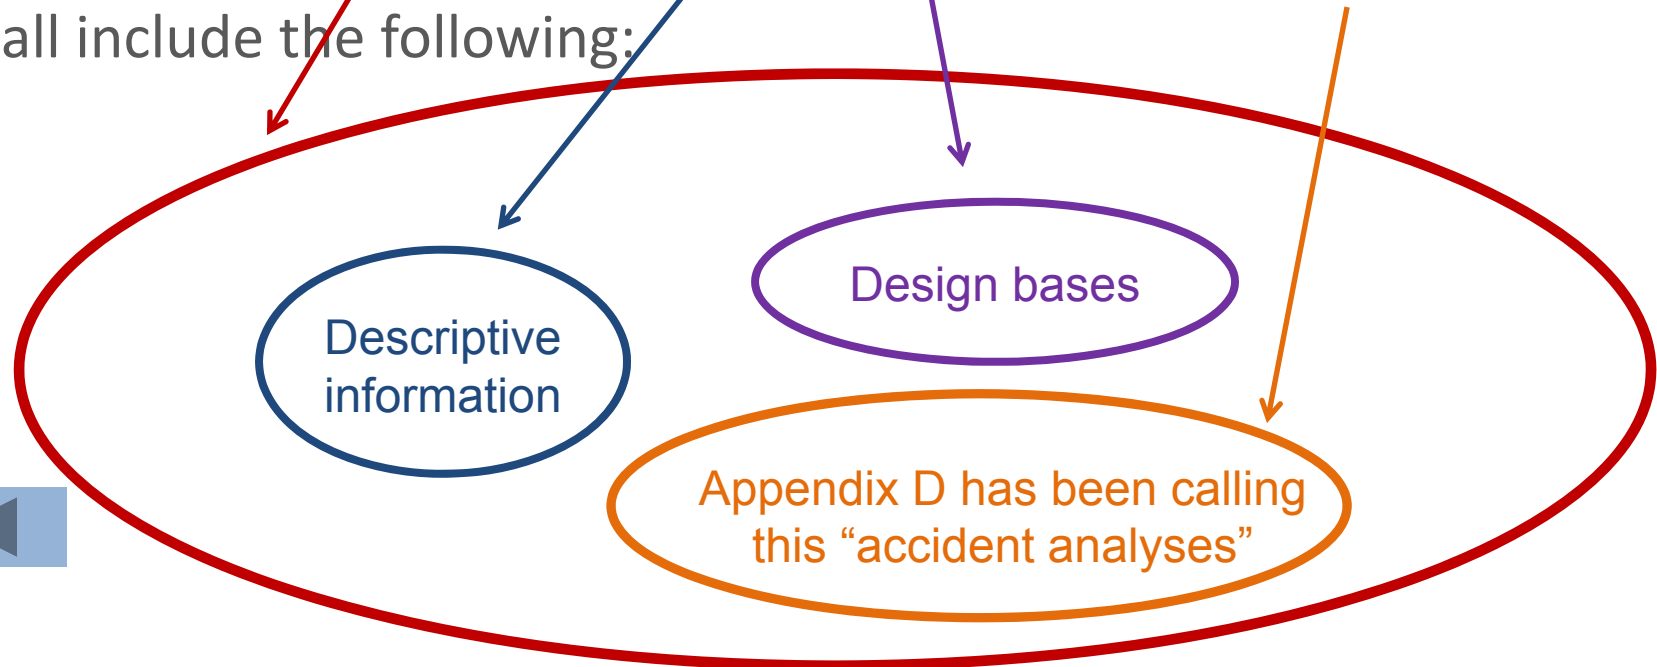 all include the following:
Design bases
Descriptive
information
Appendix D has been calling
this “accident analyses”